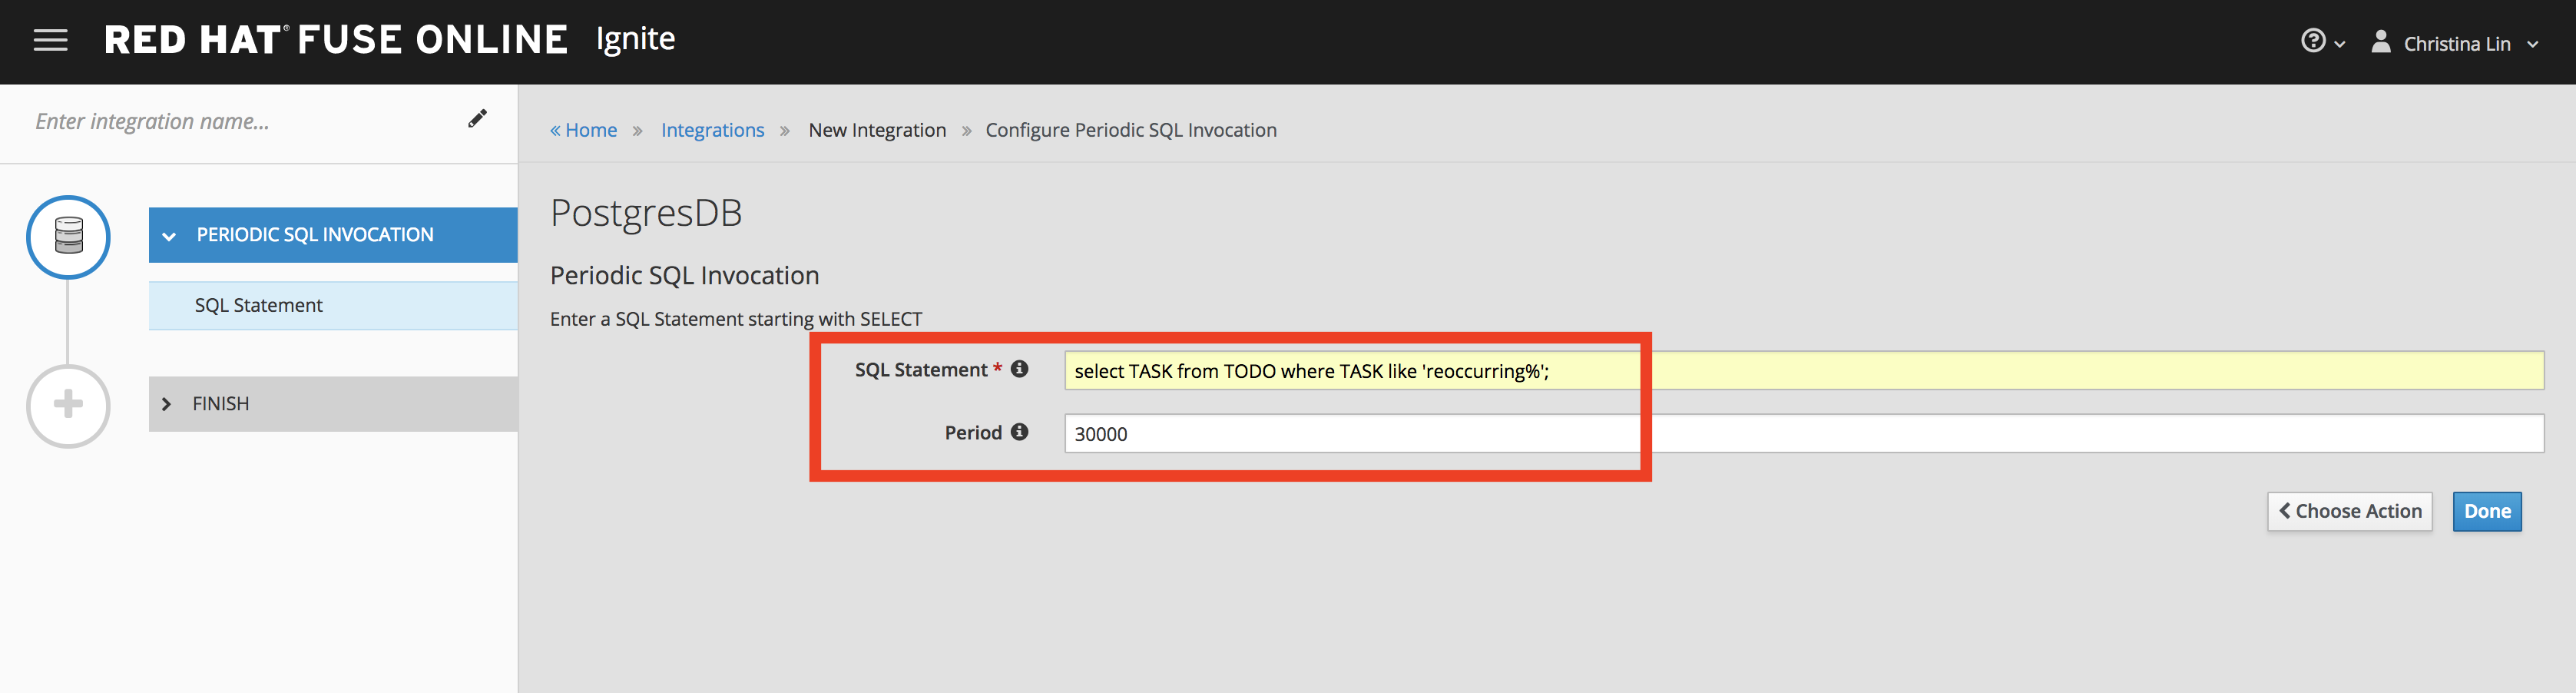 RED HAT® FUSE ONLINE Ignite
Christina Lin
Enter integration name...
« Home » Integrations » New Integration » Configure Periodic SQL Invocation
PERIODIC SQL INVOCATION
SQL Statement
FINISH
PostgresDB
Periodic SQL Invocation
Enter a SQL Statement starting with SELECT
SQL Statement * select TASK from TODO where TASK like 'reoccurring%';
Period 30000
Choose Action Done